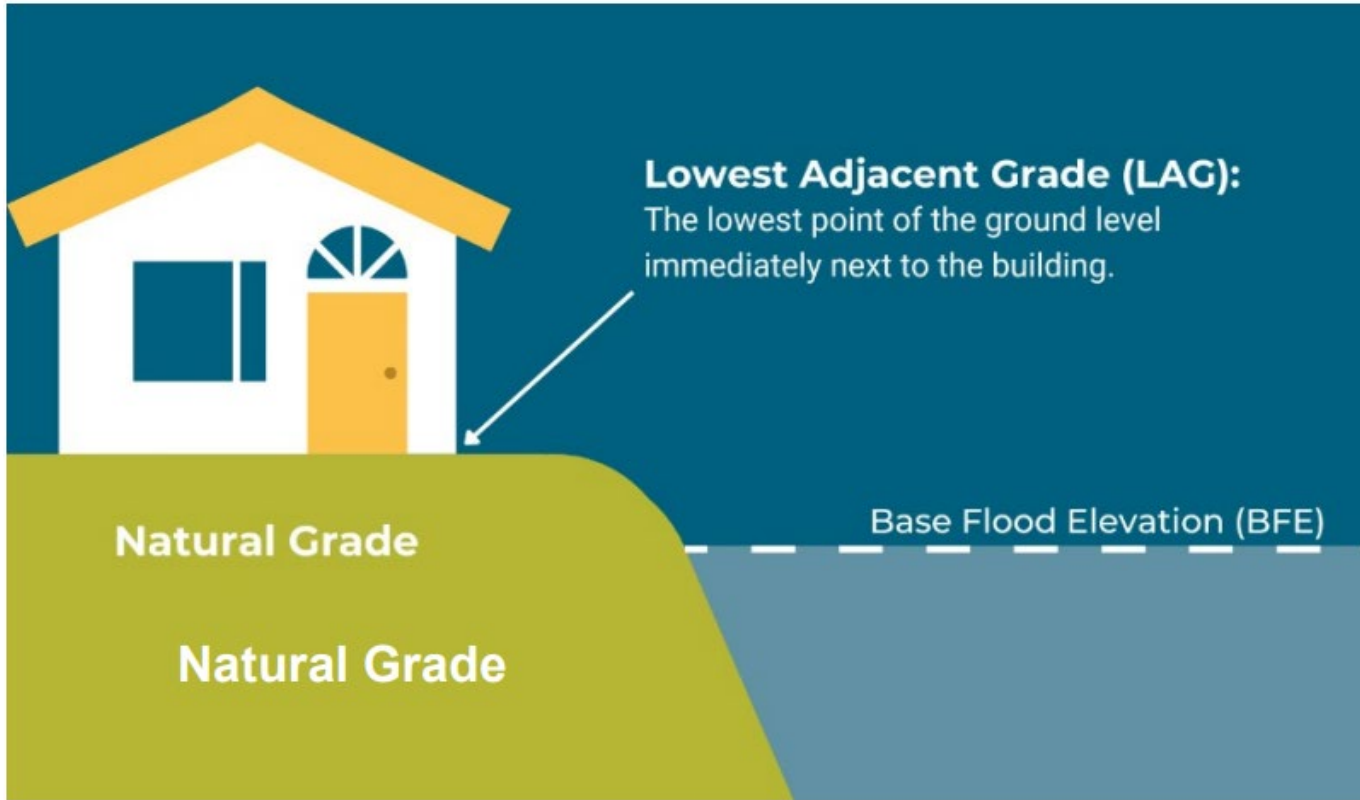 Lowest Adjacent Grade (LAG):
The lowest point of the ground level
immediately next to the building.
Base Flood Elevation (BFE)
Natural Grade
Natural Grade